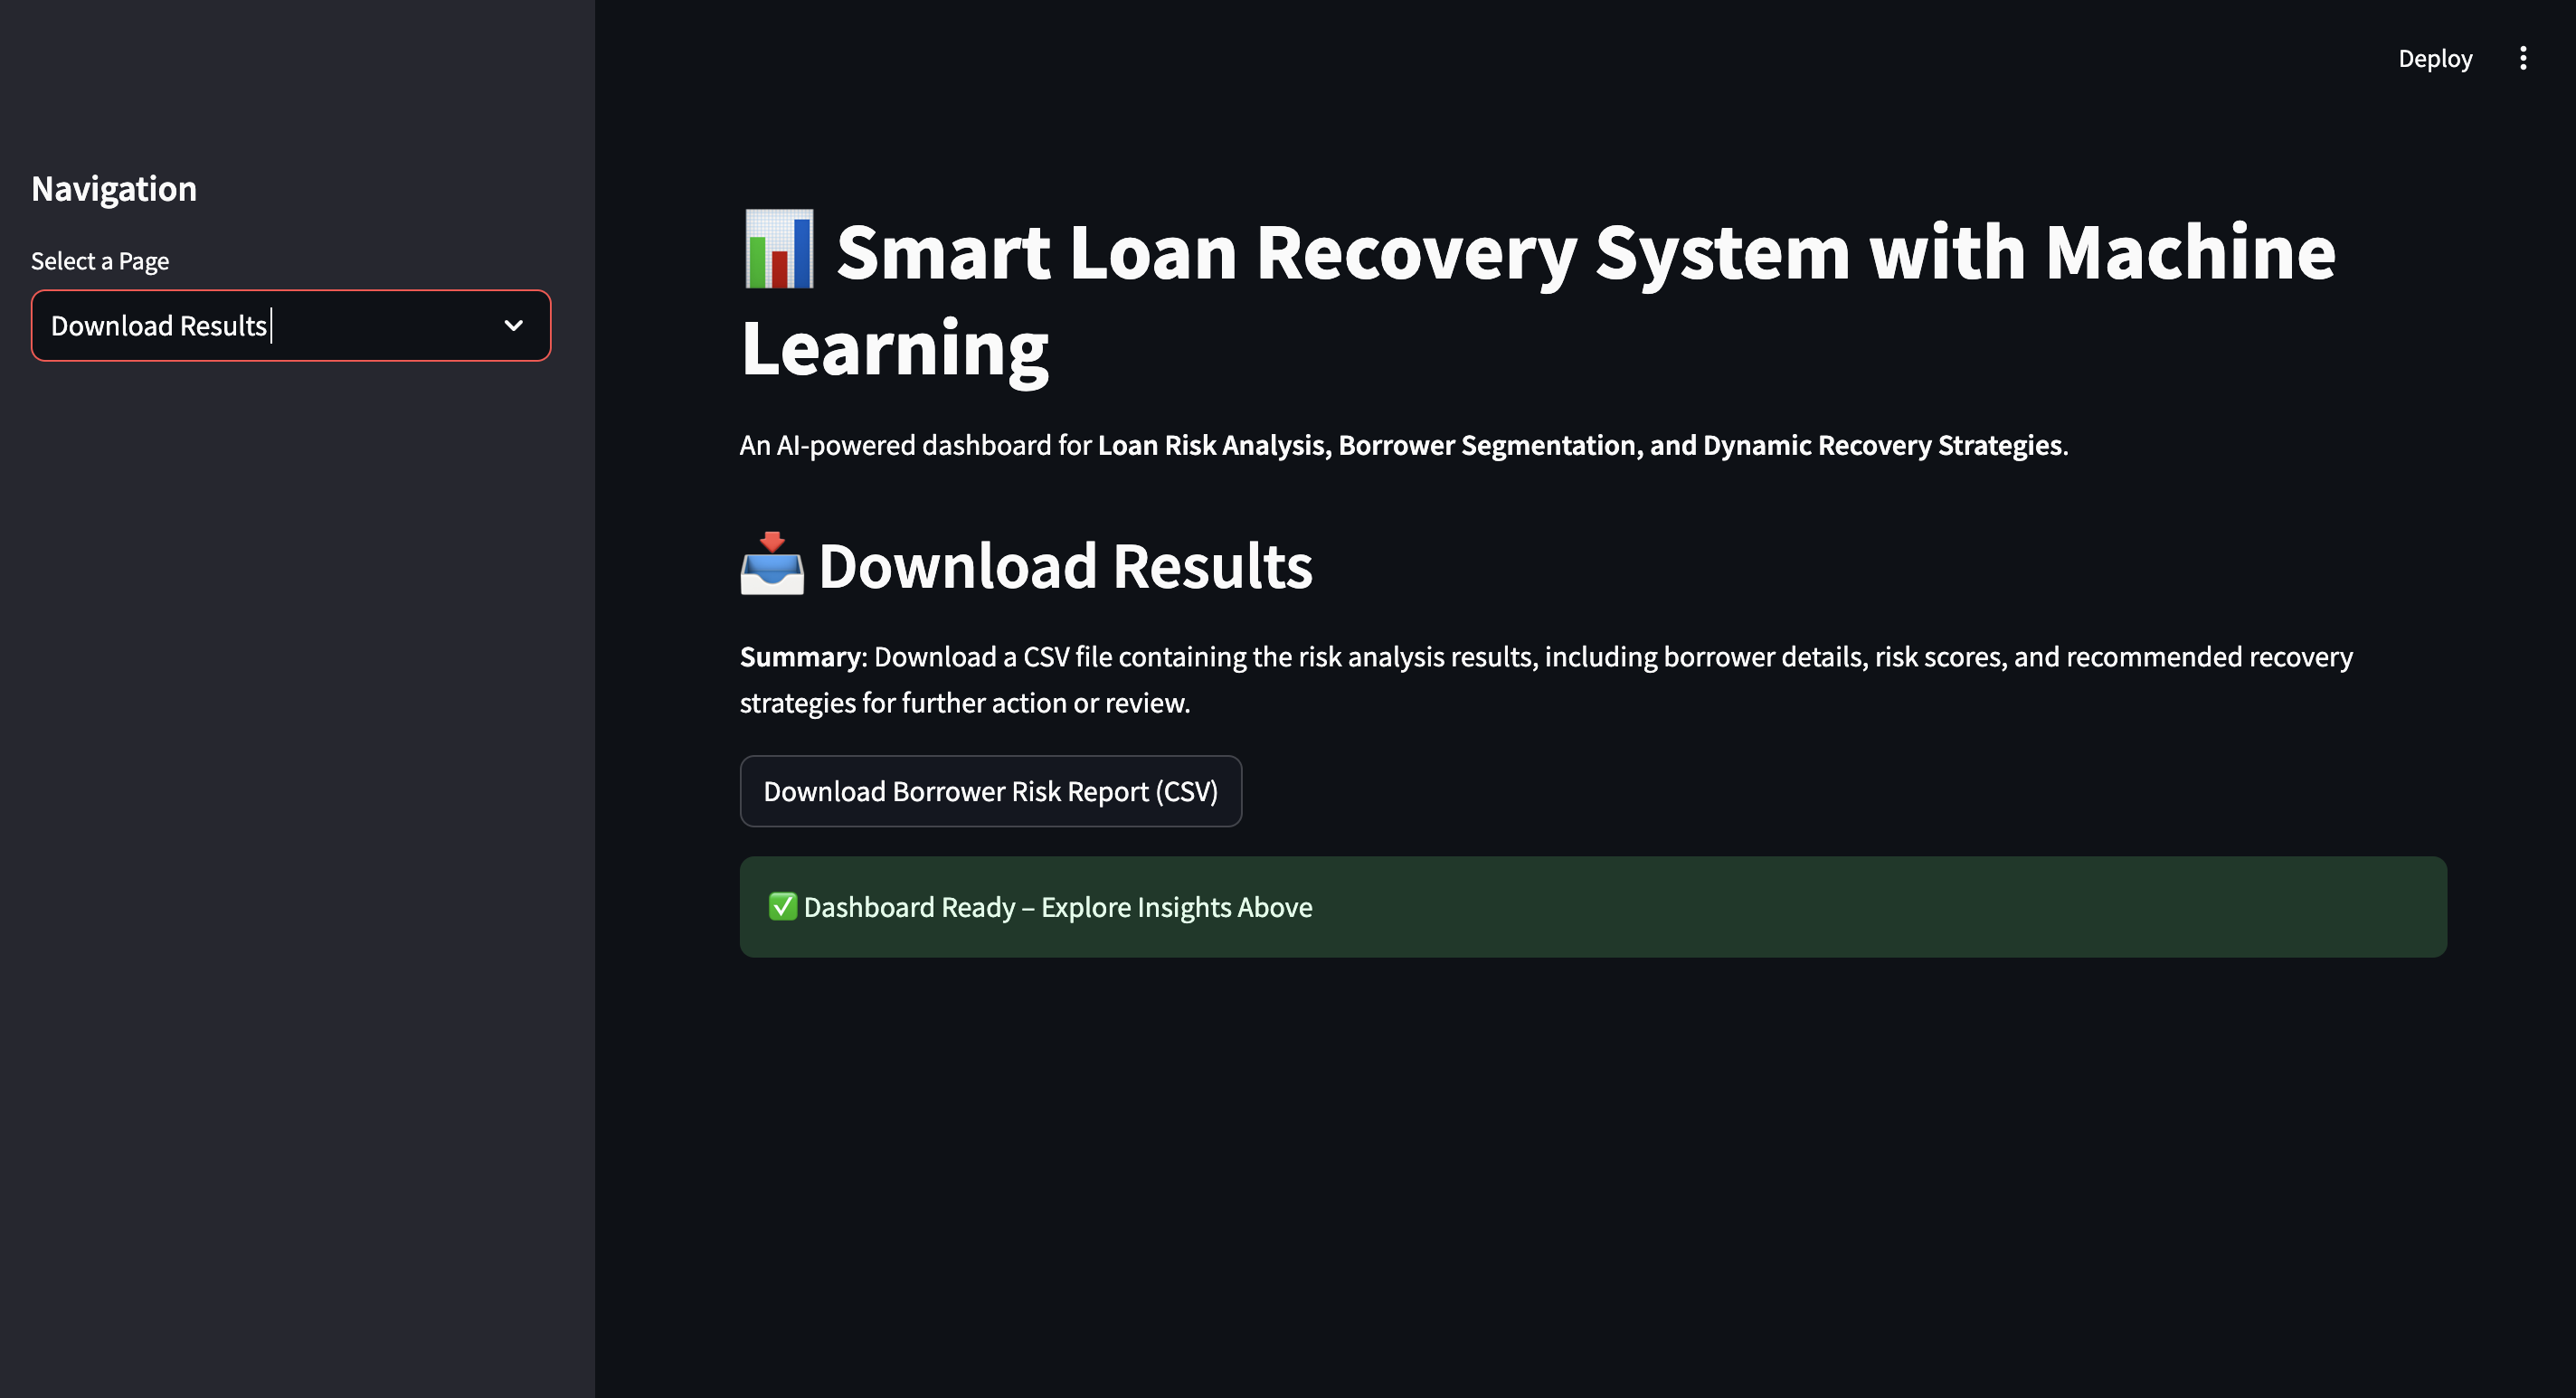 Deploy
Navigation
Select a Page
Download Results
📊 Smart Loan Recovery System with Machine
Learning
An AI-powered dashboard for Loan Risk Analysis, Borrower Segmentation, and Dynamic Recovery Strategies.
📥 Download Results
Summary: Download a CSV file containing the risk analysis results, including borrower details, risk scores, and recommended recovery
strategies for further action or review.
Download Borrower Risk Report (CSV)
✅ Dashboard Ready – Explore Insights Above